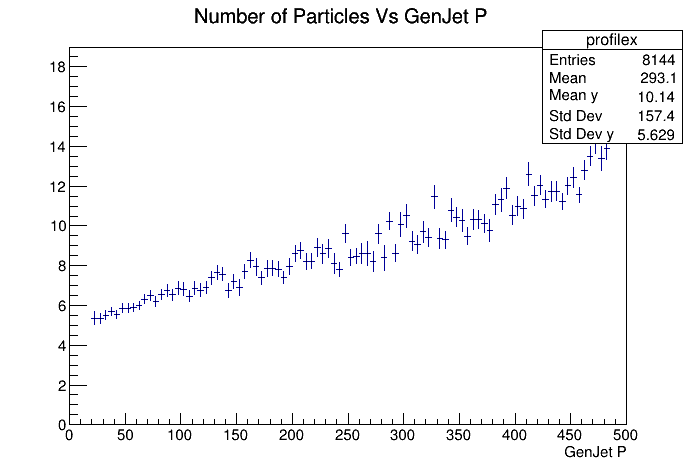 Number of Particles Vs GenJet P
profilex
Entries 8144
Mean 293.1
Mean y 10.14
Std Dev 157.4
Std Dev y 5.629
18
16
14
12
10
8
6
4
2
0
0 50 100 150 200 250 300 350 400 450 500
GenJet P